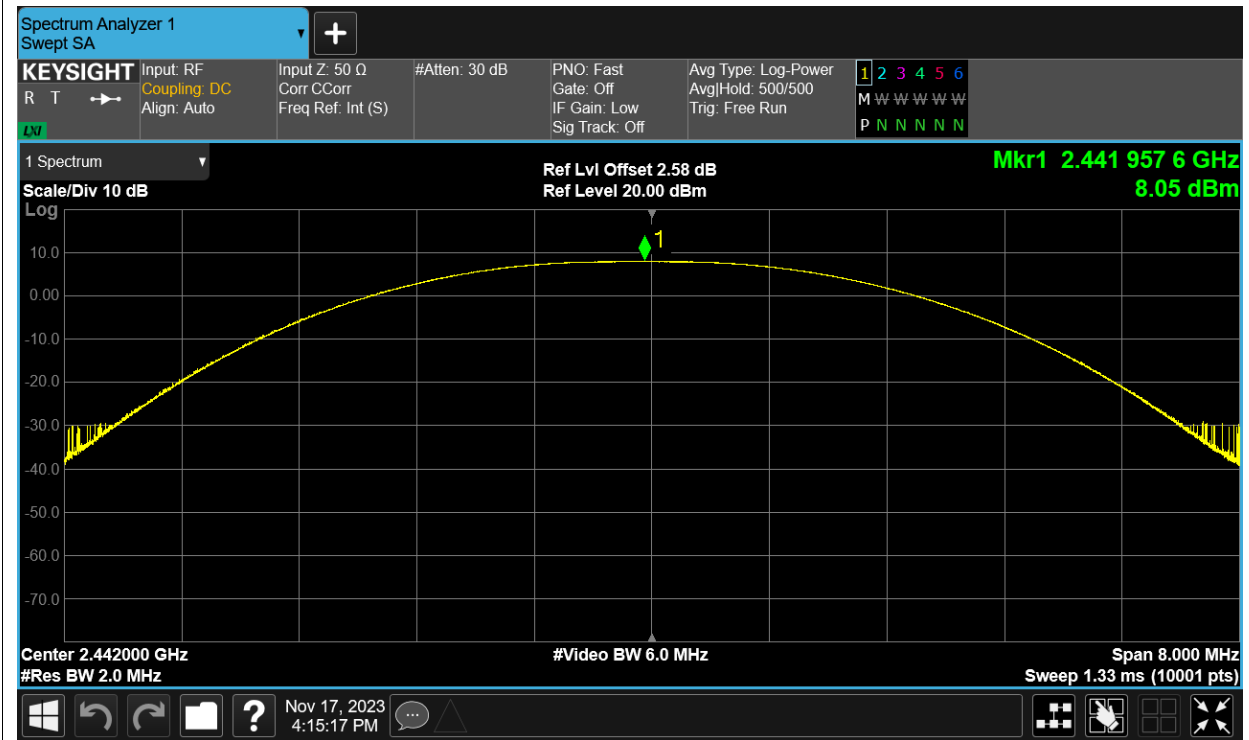 Spectrum Analyzer 1
Swept SA
+
KEYSIGHT
R T
LXI
Input: RF
Coupling: DC
Align: Auto
Input Z: 50 Ω
Corr CCorr
Freq Ref: Int (S)
#Atten: 30 dB
PNO: Fast
Gate: Off
IF Gain: Low
Sig Track: Off
Avg Type: Log-Power
Avg|Hold: 500/500
Trig: Free Run
1 2 3 4 5 6
M W W W W W
P N N N N N
1 Spectrum
Scale/Div 10 dB
Log
Ref Lvl Offset 2.58 dB
Ref Level 20.00 dBm
Mkr1 2.441 957 6 GHz
8.05 dBm
1
10.0
0.00
-10.0
-20.0
-30.0
-40.0
-50.0
-60.0
-70.0
Center 2.442000 GHz
#Video BW 6.0 MHz
Span 8.000 MHz
#Res BW 2.0 MHz
Sweep 1.33 ms (10001 pts)
?
Nov 17, 2023
4:15:17 PM